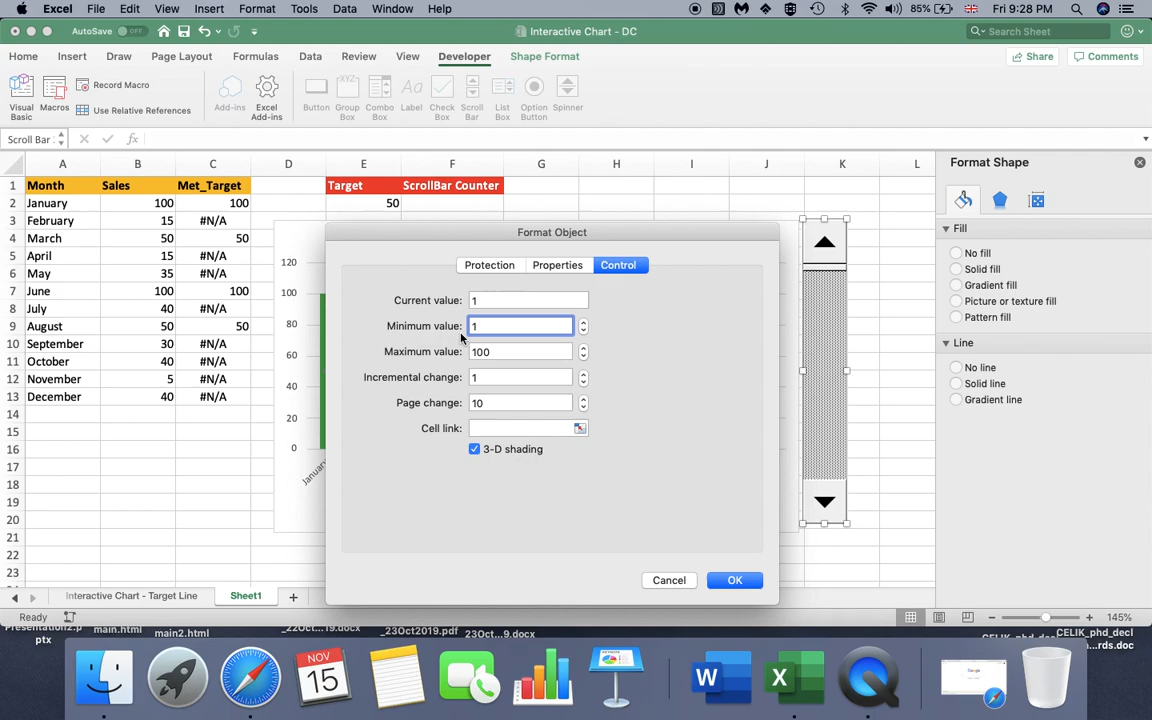 Excel File Edit View Insert Format Tools Data Window Help 85% Fri 9:28 PM
AutoSave OFF Interactive Chart - DC Search Sheet
Home Insert Draw Page Layout Formulas Data Review View Developer Shape Format Share Comments
Visual Basic Macros Record Macro Use Relative References Add-ins Excel Add-ins Button Group Box Combo Box Label Check Box Scroll Bar List Box Option Button Spinner
Scroll Bar fx
A B C D E F G H I J K L
1 Month Sales Met_Target Target ScrollBar Counter
2 January 100 100 50
3 February 15 #N/A
4 March 50 50
5 April 15 #N/A
6 May 35 #N/A
7 June 100 100
8 July 40 #N/A
9 August 50 50
10 September 30 #N/A
11 October 40 #N/A
12 November 5 #N/A
13 December 40 #N/A
14
15
16
17
18
19
20
21
22
23
120
100
80
60
40
20
0
Format Object
Protection Properties Control
Current value: 1
Minimum value: 1
Maximum value: 100
Incremental change: 1
Page change: 10
Cell link:
3-D shading
Cancel OK
Format Shape
Fill
No fill
Solid fill
Gradient fill
Picture or texture fill
Pattern fill
Line
No line
Solid line
Gradient line
Interactive Chart - Target Line Sheet1
Ready 145%
ptx main.html main2.html _23Oct2019.pdf 23Oct...9.docx CELIK_phd_decl
...rds.doc
NOV
15
W X